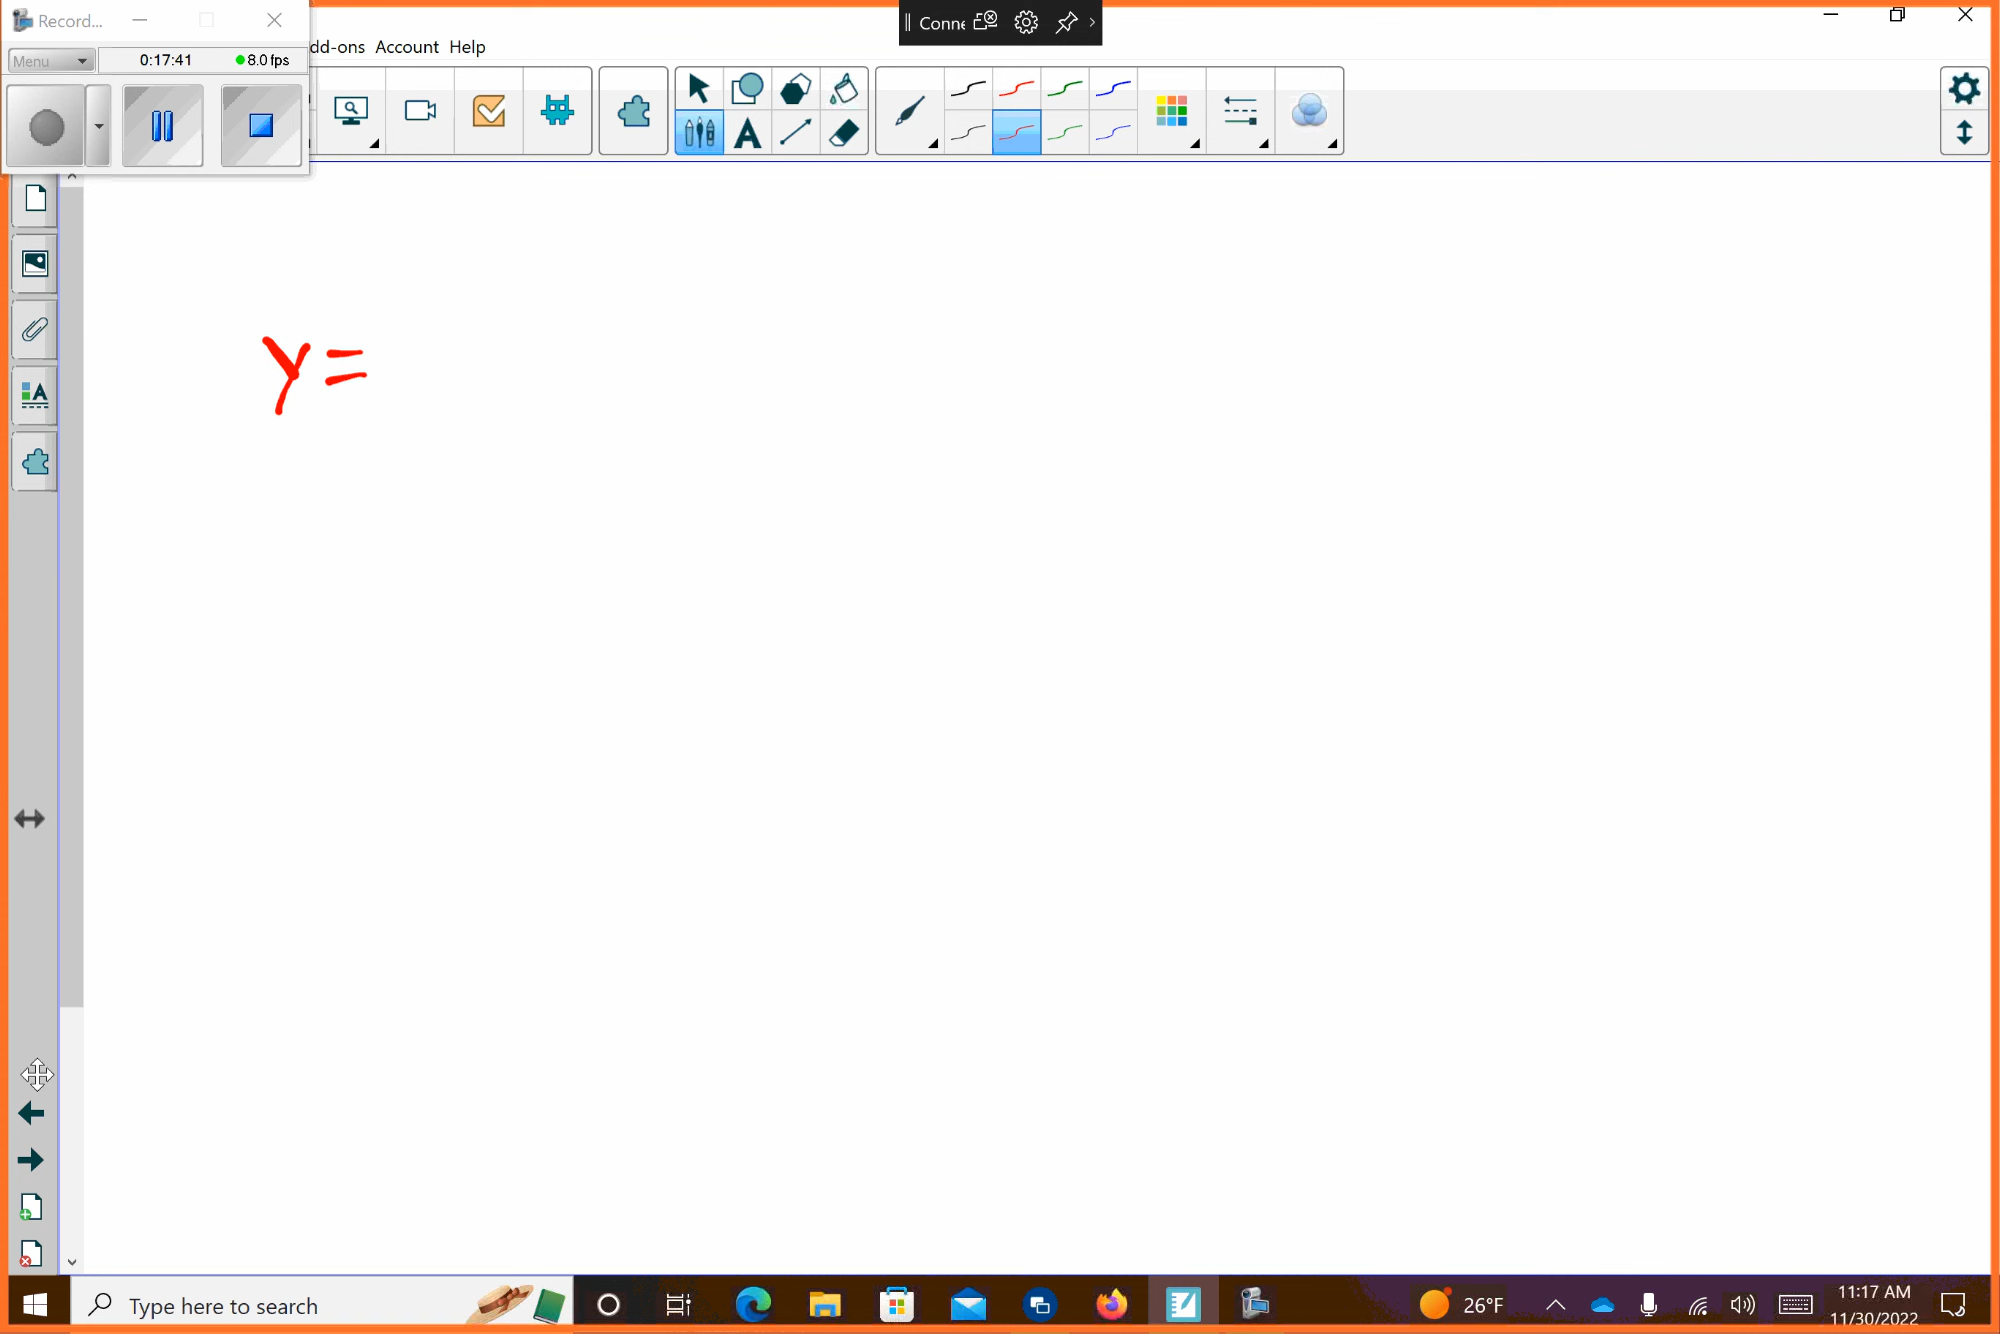 Record...
Conne
dd-ons Account Help
Menu 0:17:41 8.0 fps
A
A
y=
Type here to search
26°F
11:17 AM
11/30/2022